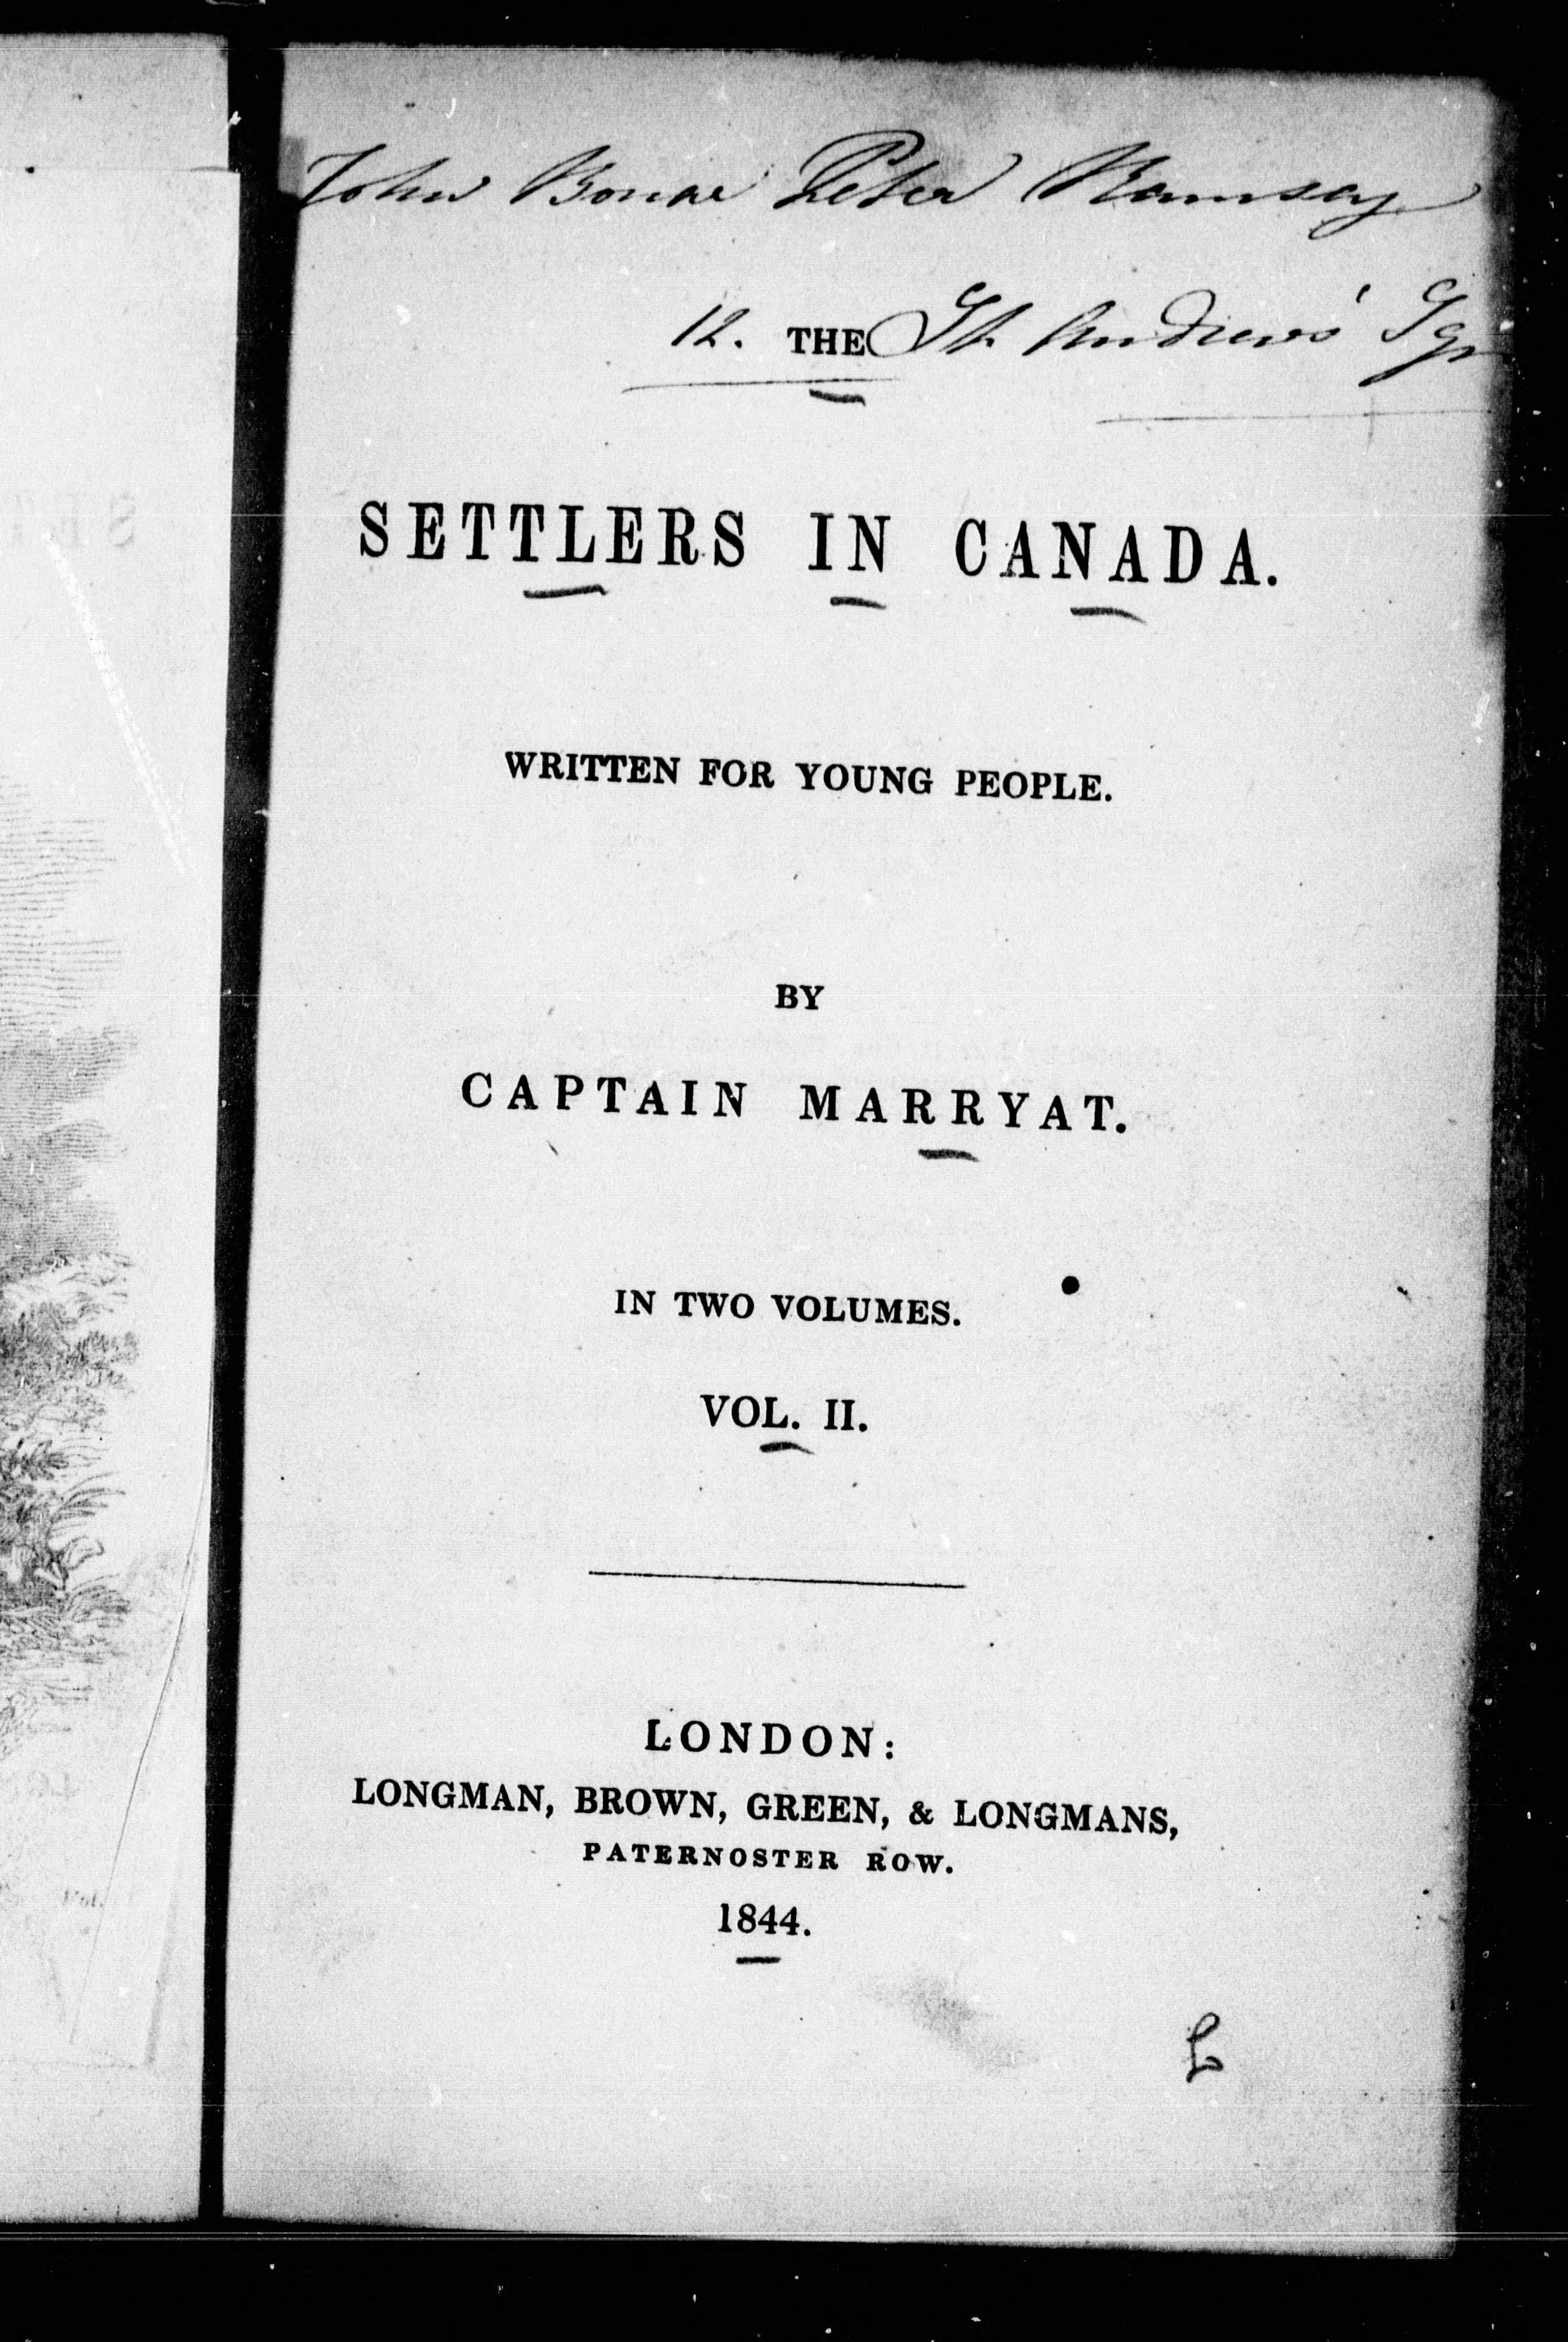 John Bonar Peter Ramsay
12. THE St Andrews' Sqr
SETTLERS IN CANADA.
WRITTEN FOR YOUNG PEOPLE.
BY
CAPTAIN MARRYAT.
IN TWO VOLUMES.
VOL. II.
LONDON:
LONGMAN, BROWN, GREEN, & LONGMANS,
PATERNOSTER ROW.
1844.